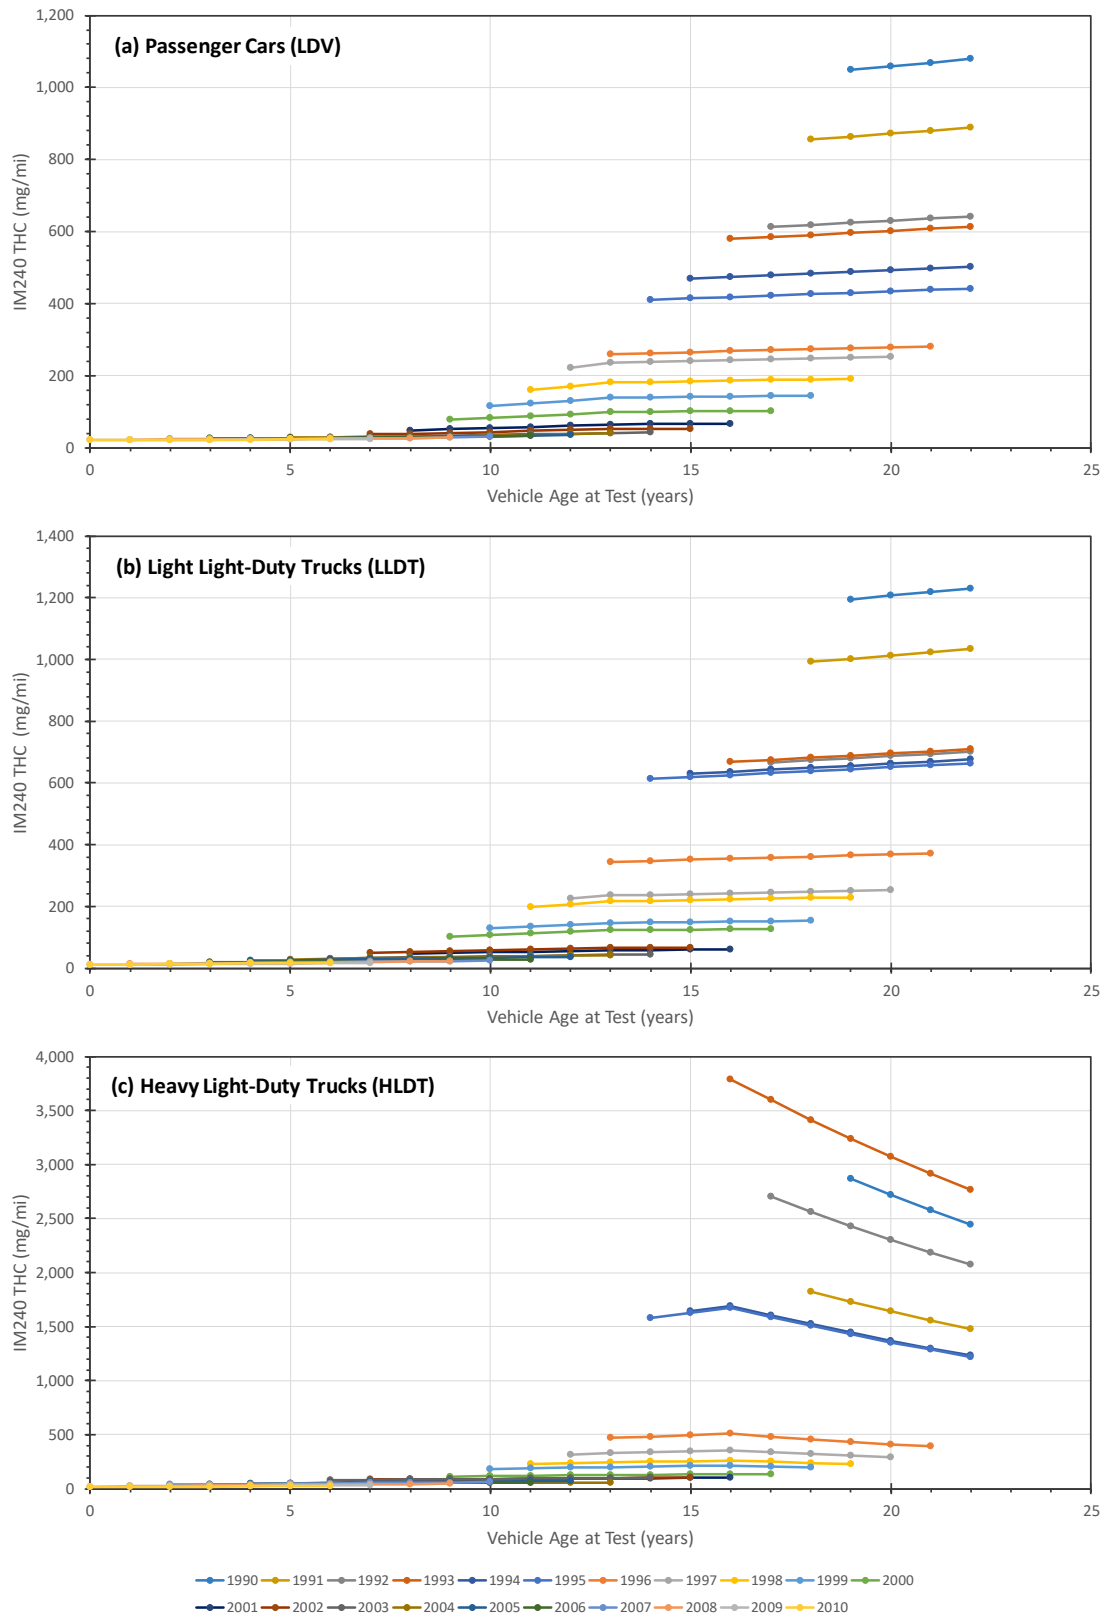 (a) Passenger Cars (LDV)
1,200
1,000
800
600
400
200
0
IM240 THC (mg/mi)
0 5 10 15 20 25
Vehicle Age at Test (years)
(b) Light Light-Duty Trucks (LLDT)
1,400
1,200
1,000
800
600
400
200
0
IM240 THC (mg/mi)
0 5 10 15 20 25
Vehicle Age at Test (years)
(c) Heavy Light-Duty Trucks (HLDT)
4,000
3,500
3,000
2,500
2,000
1,500
1,000
500
0
IM240 THC (mg/mi)
0 5 10 15 20 25
Vehicle Age at Test (years)
1990 1991 1992 1993 1994 1995 1996 1997 1998 1999 2000
2001 2002 2003 2004 2005 2006 2007 2008 2009 2010